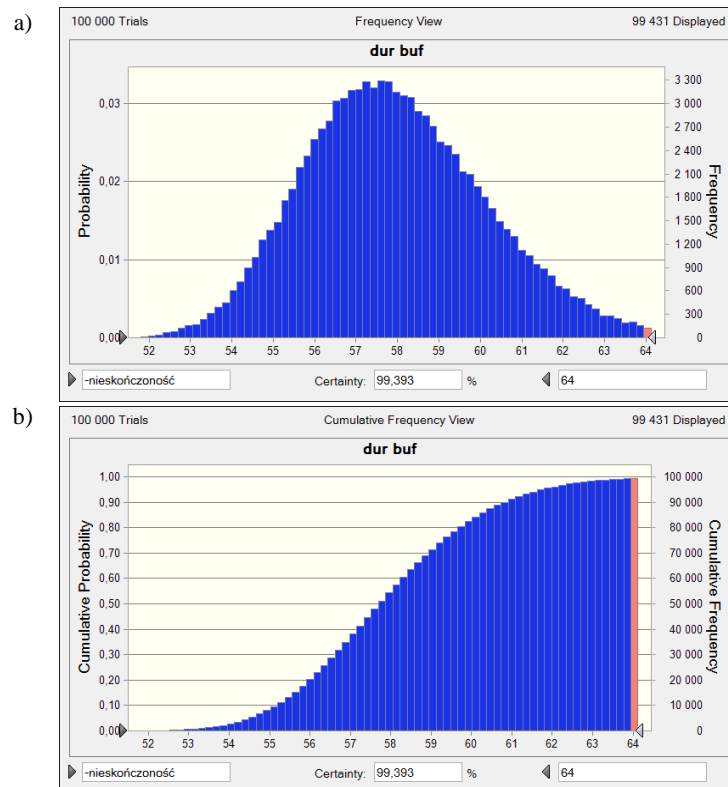 a)
100 000 Trials Frequency View 99 431 Displayed
dur buf
Probability
0,03
0,02
0,01
0,00
3 300
3 000
2 700
2 400
2 100
1 800
1 500
1 200
900
600
300
0
Frequency
52 53 54 55 56 57 58 59 60 61 62 63 64
-nieskończoność Certainty: 99,393 % 64
b)
100 000 Trials Cumulative Frequency View 99 431 Displayed
dur buf
Cumulative Probability
1,00
0,90
0,80
0,70
0,60
0,50
0,40
0,30
0,20
0,10
0,00
100 000
90 000
80 000
70 000
60 000
50 000
40 000
30 000
20 000
10 000
0
Cumulative Frequency
52 53 54 55 56 57 58 59 60 61 62 63 64
-nieskończoność Certainty: 99,393 % 64